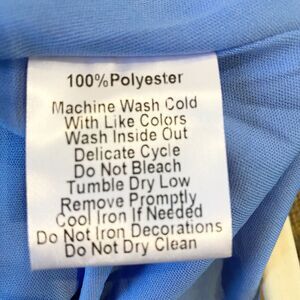 100%Polyester
Machine Wash Cold
With Like Colors
Wash Inside Out
Delicate Cycle
Do Not Bleach
Tumble Dry Low
Remove Promptly
Cool Iron If Needed
Do Not Iron Decorations
Do Not Dry Clean